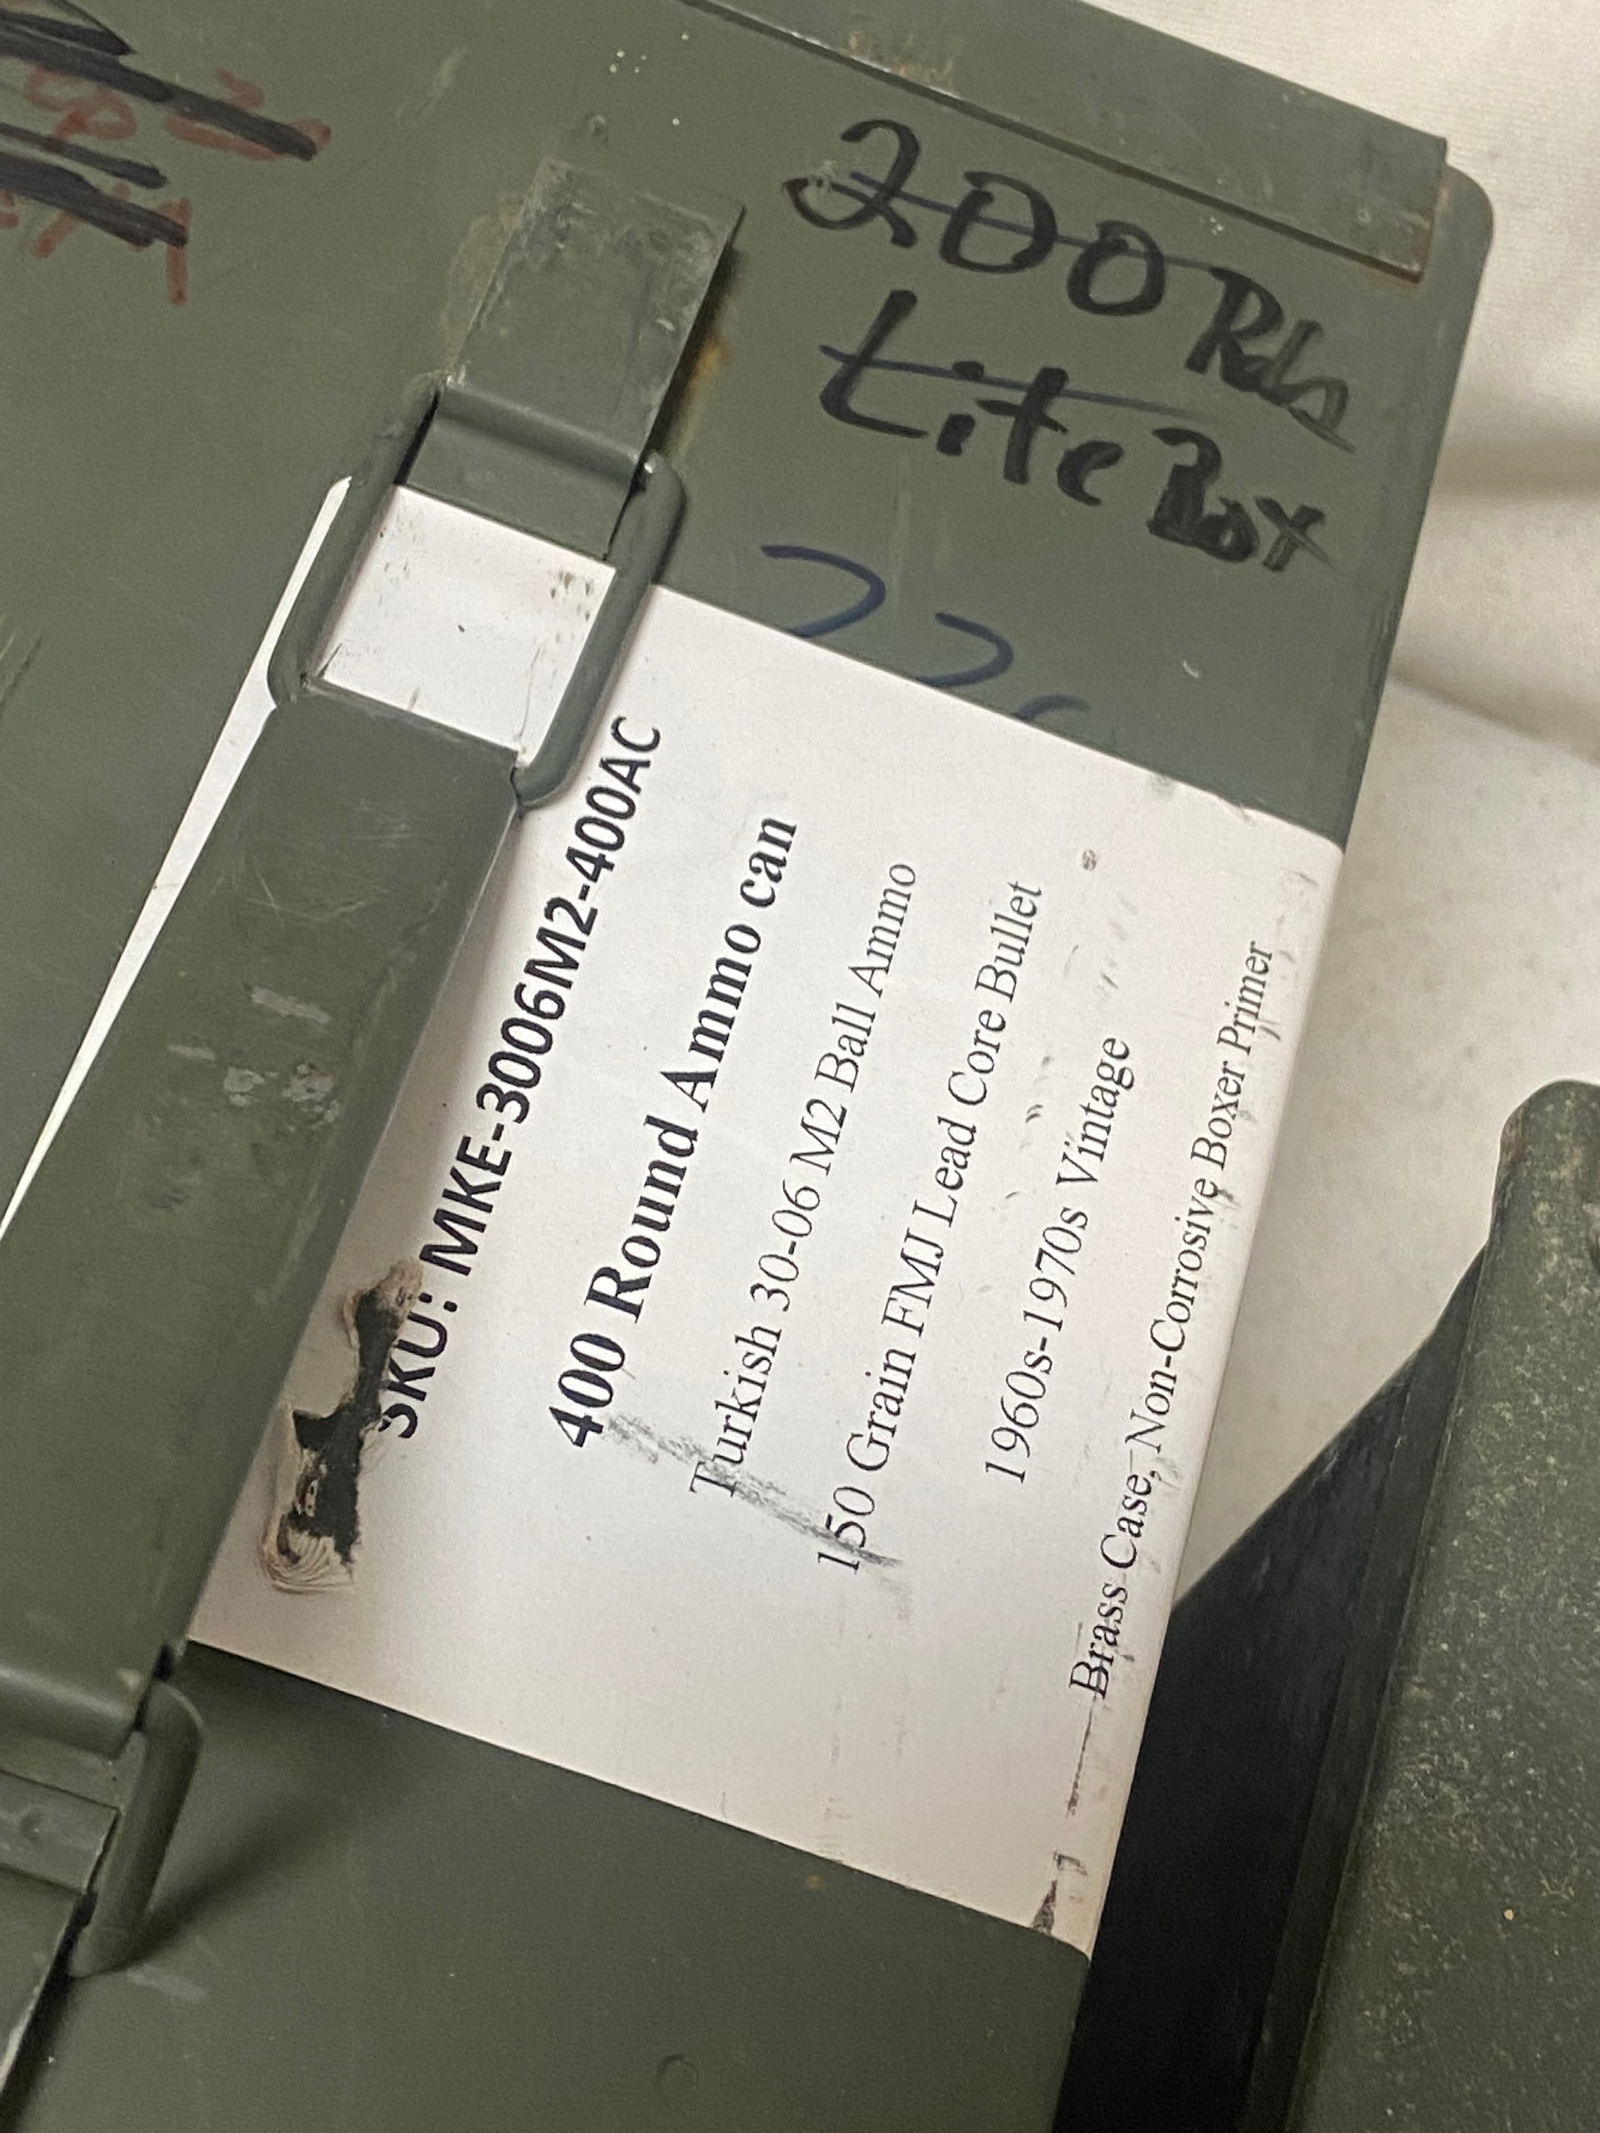 200 Rds
Lite Box
SKU: MKE-3006M2-400AC
400 Round Ammo can
Turkish 30-06 M2 Ball Ammo
150 Grain FMJ Lead Core Bullet
1960s-1970s Vintage
Brass Case, Non-Corrosive Boxer Primer